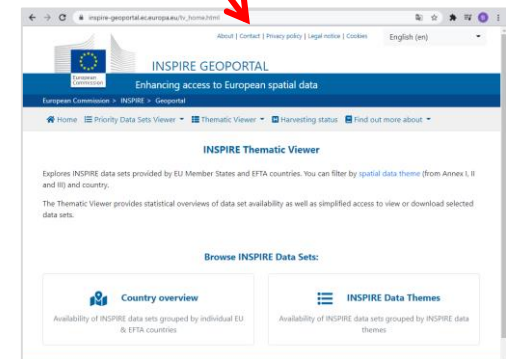 inspire-geoportal.ec.europa.eu/tv_home.html
About | Contact | Privacy policy | Legal notice | Cookies
English (en)
European
Commission
INSPIRE GEOPORTAL
Enhancing access to European spatial data
European Commission > INSPIRE > Geoportal
Home Priority Data Sets Viewer Thematic Viewer Harvesting status Find out more about
INSPIRE Thematic Viewer
Explores INSPIRE data sets provided by EU Member States and EFTA countries. You can filter by spatial data theme (from Annex I, II
and III) and country.
The Thematic Viewer provides statistical overviews of data set availability as well as simplified access to view or download selected
data sets.
Browse INSPIRE Data Sets:
Country overview
Availability of INSPIRE data sets grouped by individual EU
& EFTA countries
INSPIRE Data Themes
Availability of INSPIRE data sets grouped by INSPIRE data
themes